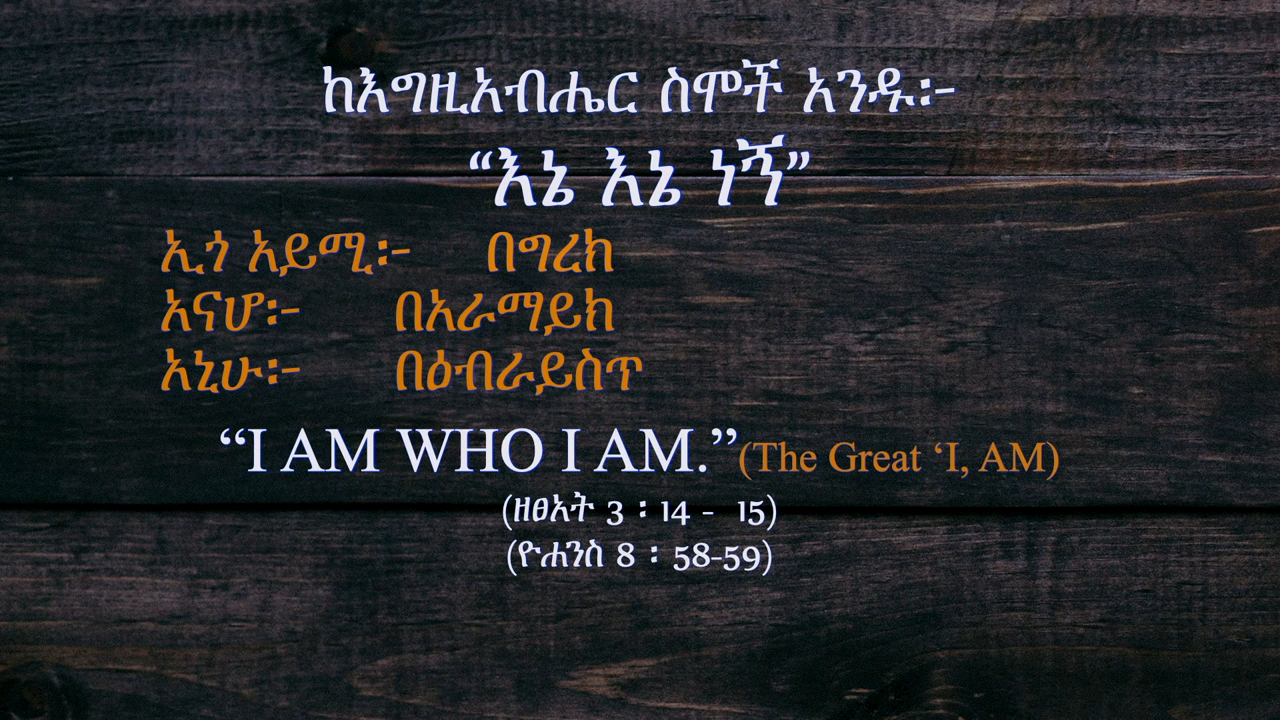 ከእግዚአብሔር ስሞች አንዱ፡-
“እኔ እኔ ነኝ”
ኢጎ አይሚ፡- በግረክ
አናሆ፡- በአራማይክ
አኒሁ፡- በዕብራይስጥ
“I AM WHO I AM.”(The Great ‘I, AM)
(ዘፀአት 3 ፡ 14 - 15)
(ዮሐንስ 8 ፡ 58-59)